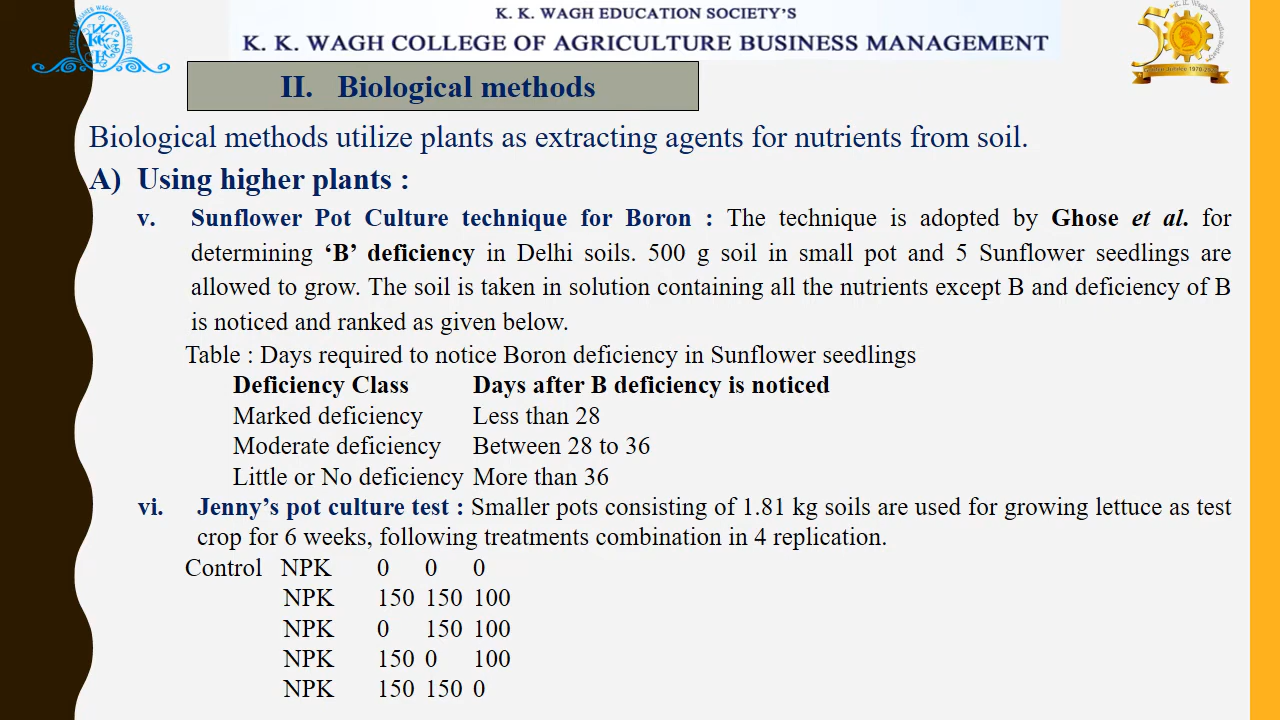 K. K. WAGH EDUCATION SOCIETY'S
K. K. WAGH COLLEGE OF AGRICULTURE BUSINESS MANAGEMENT
II. Biological methods
Biological methods utilize plants as extracting agents for nutrients from soil.
A) Using higher plants :
v. Sunflower Pot Culture technique for Boron : The technique is adopted by Ghose et al. for
determining ‘B’ deficiency in Delhi soils. 500 g soil in small pot and 5 Sunflower seedlings are
allowed to grow. The soil is taken in solution containing all the nutrients except B and deficiency of B
is noticed and ranked as given below.
Table : Days required to notice Boron deficiency in Sunflower seedlings
Deficiency Class Days after B deficiency is noticed
Marked deficiency Less than 28
Moderate deficiency Between 28 to 36
Little or No deficiency More than 36
vi. Jenny’s pot culture test : Smaller pots consisting of 1.81 kg soils are used for growing lettuce as test
crop for 6 weeks, following treatments combination in 4 replication.
Control NPK 0 0 0
NPK 150 150 100
NPK 0 150 100
NPK 150 0 100
NPK 150 150 0